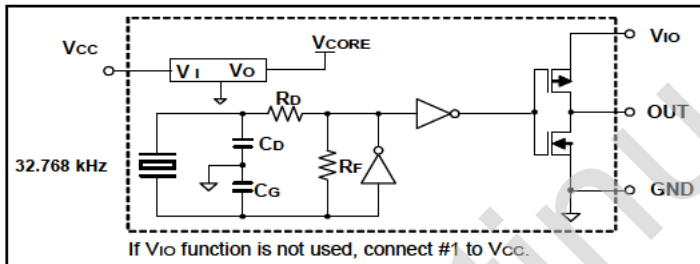 VCC
VI VO
VCORE
VIO
RD
CD
RF
OUT
32.768 kHz
CG
GND
If VIO function is not used, connect #1 to VCC.